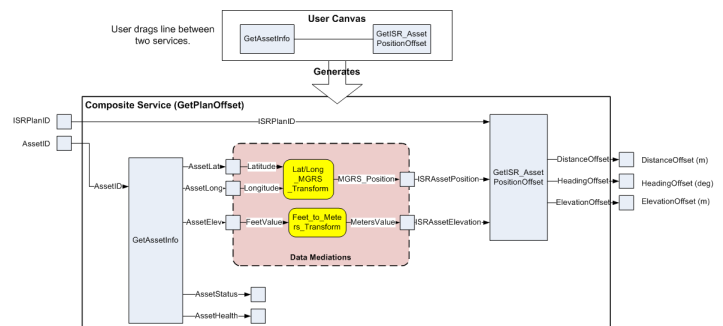 User drags line between
two services.
User Canvas
GetAssetInfo
GetISR_Asset
PositionOffset
Generates
Composite Service (GetPlanOffset)
ISRPlanID
ISRPlanID
AssetID
AssetID
GetAssetInfo
AssetLat
AssetLong
AssetElev
Latitude
Longitude
FeetValue
Lat/Long
_MGRS
_Transform
Feet_to_Mete
rs_Transform
MGRS_Position
MetersValue
Data Mediations
ISRAssetPosition
ISRAssetElevation
GetISR_Asset
PositionOffset
DistanceOffset
HeadingOffset
ElevationOffset
DistanceOffset (m)
HeadingOffset (deg)
ElevationOffset (m)
AssetStatus
AssetHealth